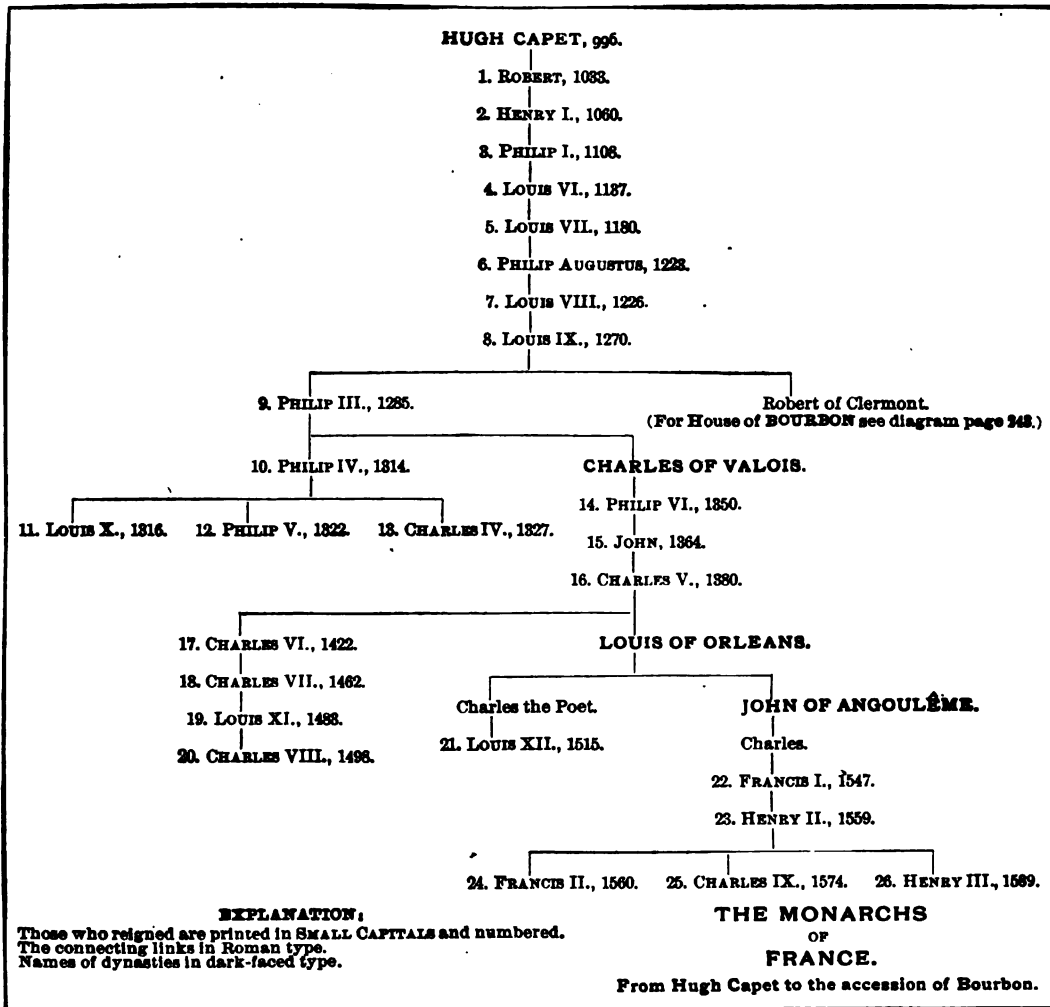 HUGH CAPET, 996.
1. ROBERT, 1033.
2. HENRY I., 1060.
3. PHILIP I., 1108.
4. LOUIS VI., 1137.
5. LOUIS VII., 1180.
6. PHILIP AUGUSTUS, 1223.
7. LOUIS VIII., 1226.
8. LOUIS IX., 1270.
9. PHILIP III., 1285.
Robert of Clermont.
(For House of BOURBON see diagram page 343.)
10. PHILIP IV., 1314.
CHARLES OF VALOIS.
11. LOUIS X., 1316.
12. PHILIP V., 1322.
13. CHARLES IV., 1327.
14. PHILIP VI., 1350.
15. JOHN, 1364.
16. CHARLES V., 1380.
17. CHARLES VI., 1422.
LOUIS OF ORLEANS.
18. CHARLES VII., 1462.
19. LOUIS XI., 1483.
20. CHARLES VIII., 1498.
Charles the Poet.
21. LOUIS XII., 1515.
JOHN OF ANGOULÊME.
Charles.
22. FRANCIS I., 1547.
23. HENRY II., 1559.
24. FRANCIS II., 1560.
25. CHARLES IX., 1574.
26. HENRY III., 1589.
EXPLANATION:
Those who reigned are printed in SMALL CAPITALS and numbered.
The connecting links in Roman type.
Names of dynasties in dark-faced type.
THE MONARCHS
OF
FRANCE.
From Hugh Capet to the accession of Bourbon.